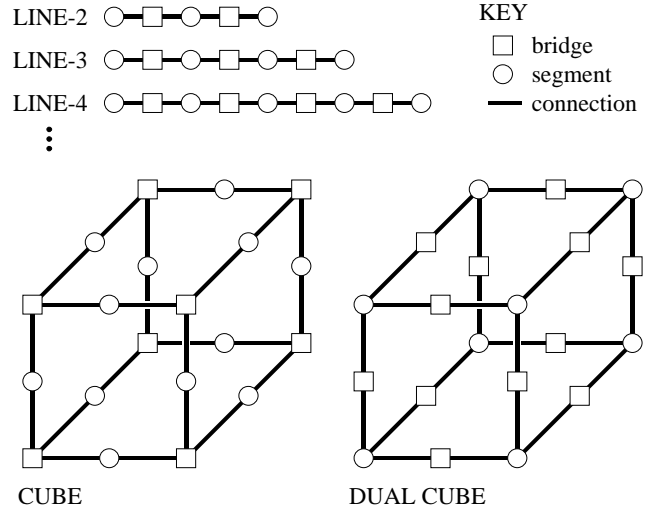 LINE-2
LINE-3
LINE-4
KEY
bridge
segment
connection
CUBE
DUAL CUBE